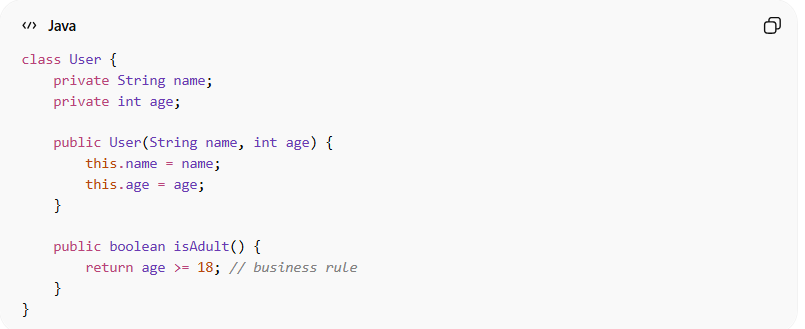 </> Java
class User {
    private String name;
    private int age;

    public User(String name, int age) {
        this.name = name;
        this.age = age;
    }

    public boolean isAdult() {
        return age >= 18; // business rule
    }
}